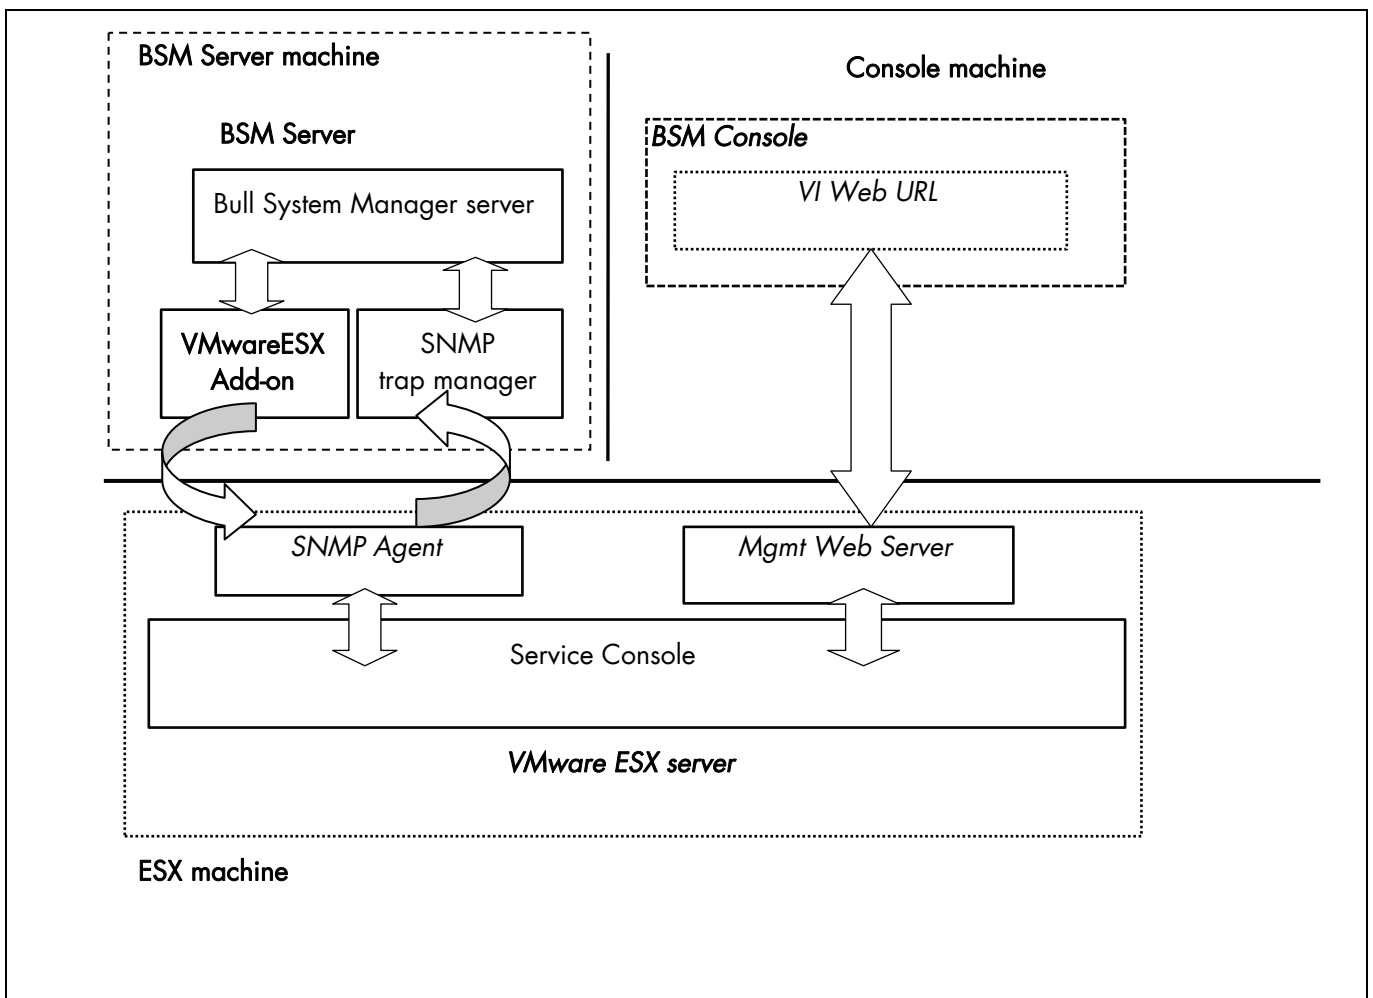 BSM Server machine
BSM Server
Bull System Manager server
VMwareESX
Add-on
SNMP
trap manager
Console machine
BSM Console
VI Web URL
SNMP Agent
Mgmt Web Server
Service Console
VMware ESX server
ESX machine